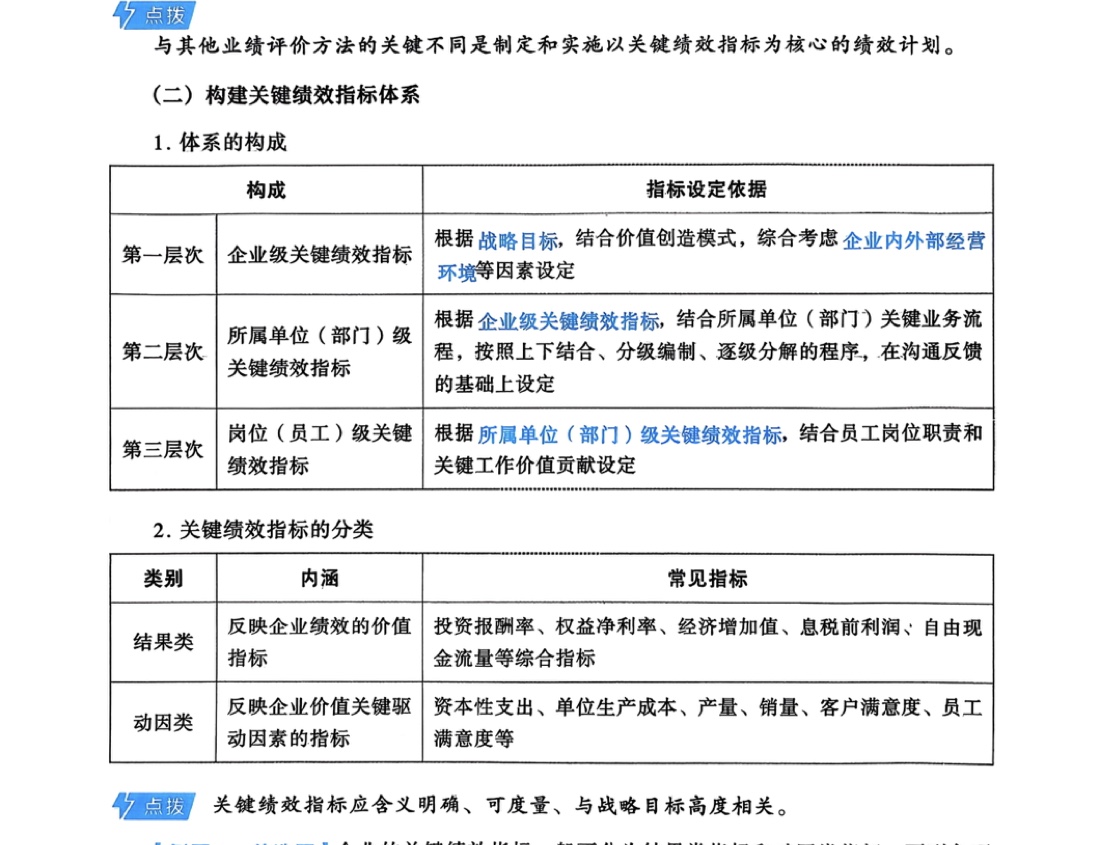 点拨
与其他业绩评价方法的关键不同是制定和实施以关键绩效指标为核心的绩效计划。
（二）构建关键绩效指标体系
1. 体系的构成
构成 指标设定依据
第一层次 企业级关键绩效指标 根据战略目标，结合价值创造模式，综合考虑企业内外部经营
环境等因素设定
第二层次 所属单位（部门）级
关键绩效指标
根据企业级关键绩效指标，结合所属单位（部门）关键业务流
程，按照上下结合、分级编制、逐级分解的程序，在沟通反馈
的基础上设定
第三层次 岗位（员工）级关键
绩效指标
根据所属单位（部门）级关键绩效指标，结合员工岗位职责和
关键工作价值贡献设定
2. 关键绩效指标的分类
类别 内涵 常见指标
结果类 反映企业绩效的价值
指标
投资报酬率、权益净利率、经济增加值、息税前利润、自由现
金流量等综合指标
动因类 反映企业价值关键驱
动因素的指标
资本性支出、单位生产成本、产量、销量、客户满意度、员工
满意度等
点拨 关键绩效指标应含义明确、可度量、与战略目标高度相关。